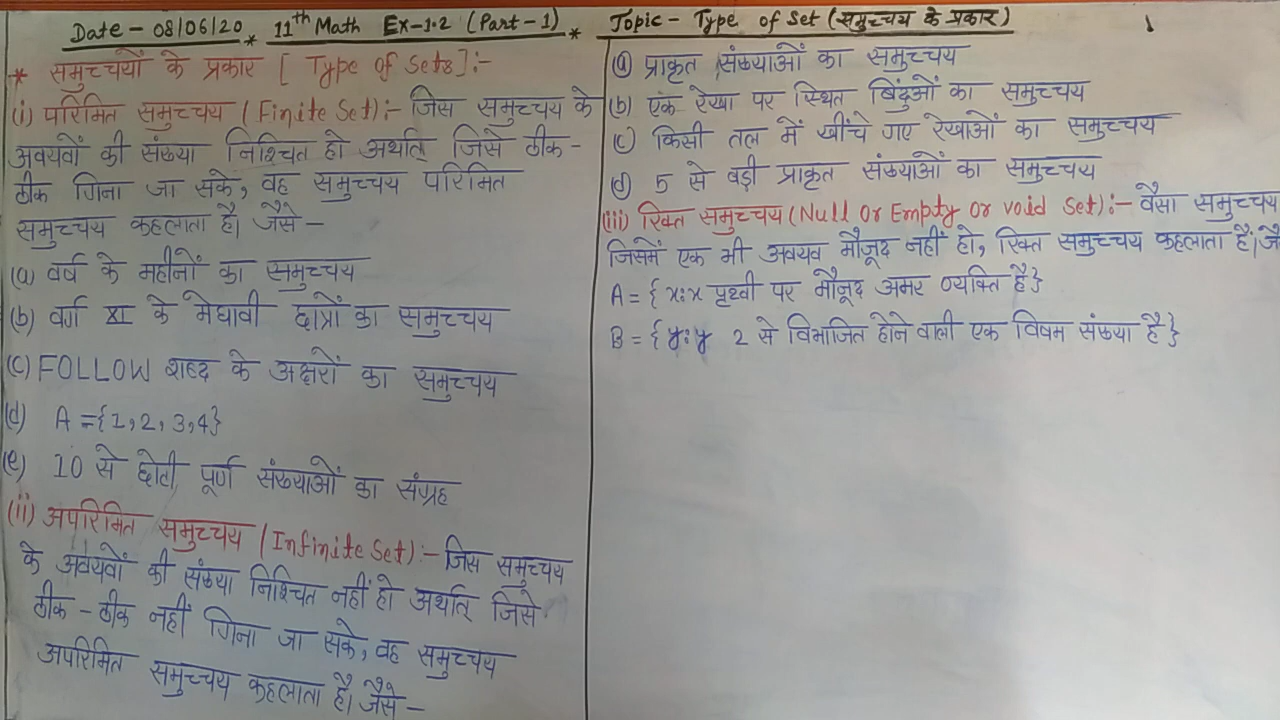 Date - 08/06/20 * 11th Math Ex-1.2 (Part-1) * Topic - Type of Set (समुच्चय के प्रकार) 1
* समुच्चयों के प्रकार [ Type of Sets ]:-
(i) परिमित समुच्चय (Finite Set):- जिस समुच्चय के
अवयवों की संख्या निश्चित हो अर्थात् जिसे ठीक-
ठीक गिना जा सके, वह समुच्चय परिमित
समुच्चय कहलाता है। जैसे -
(a) वर्ष के महीनों का समुच्चय
(b) वर्ग XI के मेधावी छात्रों का समुच्चय
(c) FOLLOW शब्द के अक्षरों का समुच्चय
(d) A = {1, 2, 3, 4}
(e) 10 से छोटी पूर्ण संख्याओं का संग्रह
(ii) अपरिमित समुच्चय (Infinite Set):- जिस समुच्चय
के अवयवों की संख्या निश्चित नहीं हो अर्थात् जिसे
ठीक-ठीक नहीं गिना जा सके, वह समुच्चय
अपरिमित समुच्चय कहलाता है। जैसे -
(a) प्राकृत संख्याओं का समुच्चय
(b) एक रेखा पर स्थित बिंदुओं का समुच्चय
(c) किसी तल में खींचे गए रेखाओं का समुच्चय
(d) 5 से बड़ी प्राकृत संख्याओं का समुच्चय
(iii) रिक्त समुच्चय (Null Or Empty Or void Set):- वैसा समुच्चय
जिसमें एक भी अवयव मौजूद नहीं हो, रिक्त समुच्चय कहलाता है। जै
A = { x:x पृथ्वी पर मौजूद अमर व्यक्ति है }
B = { y:y 2 से विभाजित होने वाली एक विषम संख्या है }